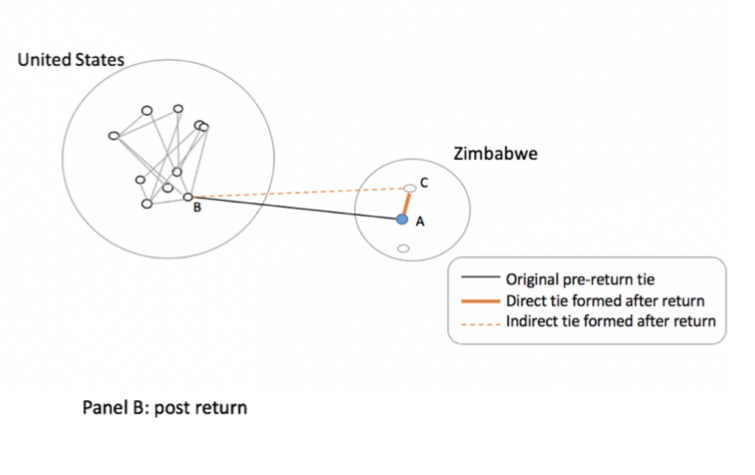 United States
Zimbabwe
C
B
A
Original pre-return tie
Direct tie formed after return
Indirect tie formed after return
Panel B: post return